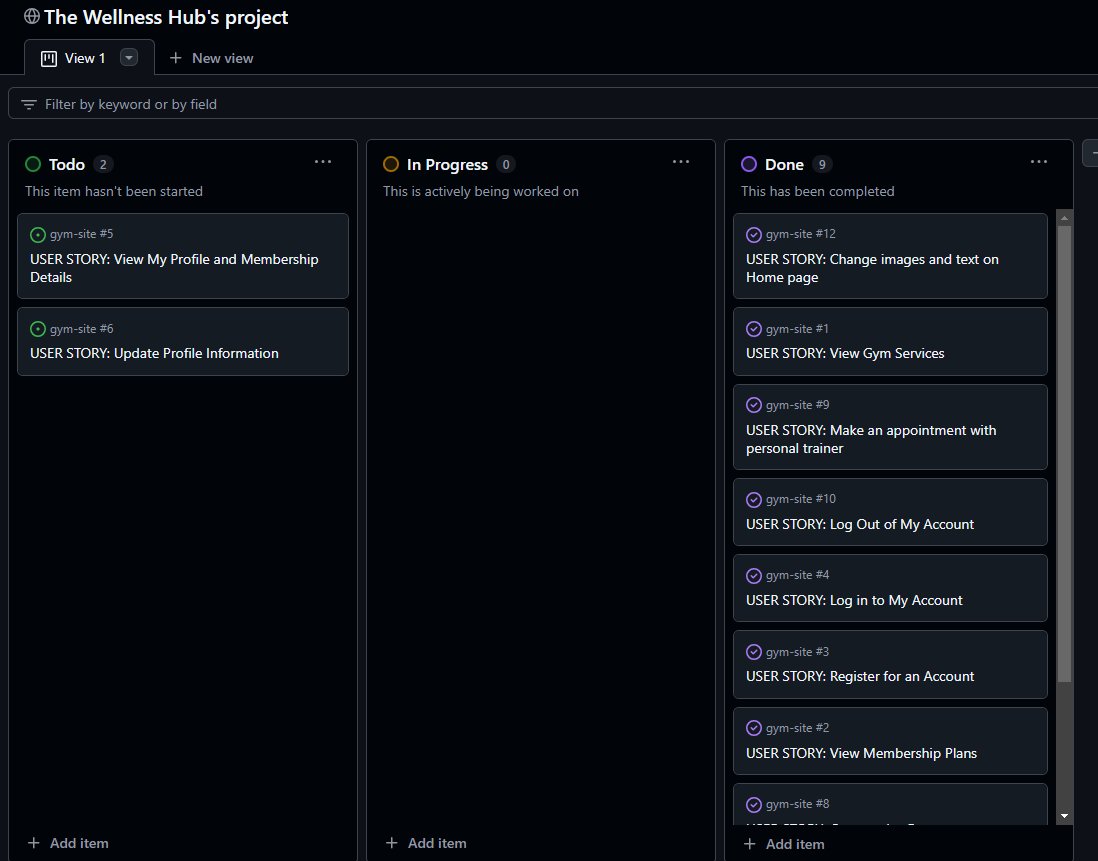 The Wellness Hub's project
View 1
New view
Filter by keyword or by field
Todo 2
This item hasn't been started
gym-site #5
USER STORY: View My Profile and Membership
Details
gym-site #6
USER STORY: Update Profile Information
Add item
In Progress 0
This is actively being worked on
Add item
Done 9
This has been completed
gym-site #12
USER STORY: Change images and text on
Home page
gym-site #1
USER STORY: View Gym Services
gym-site #9
USER STORY: Make an appointment with
personal trainer
gym-site #10
USER STORY: Log Out of My Account
gym-site #4
USER STORY: Log in to My Account
gym-site #3
USER STORY: Register for an Account
gym-site #2
USER STORY: View Membership Plans
gym-site #8
Add item